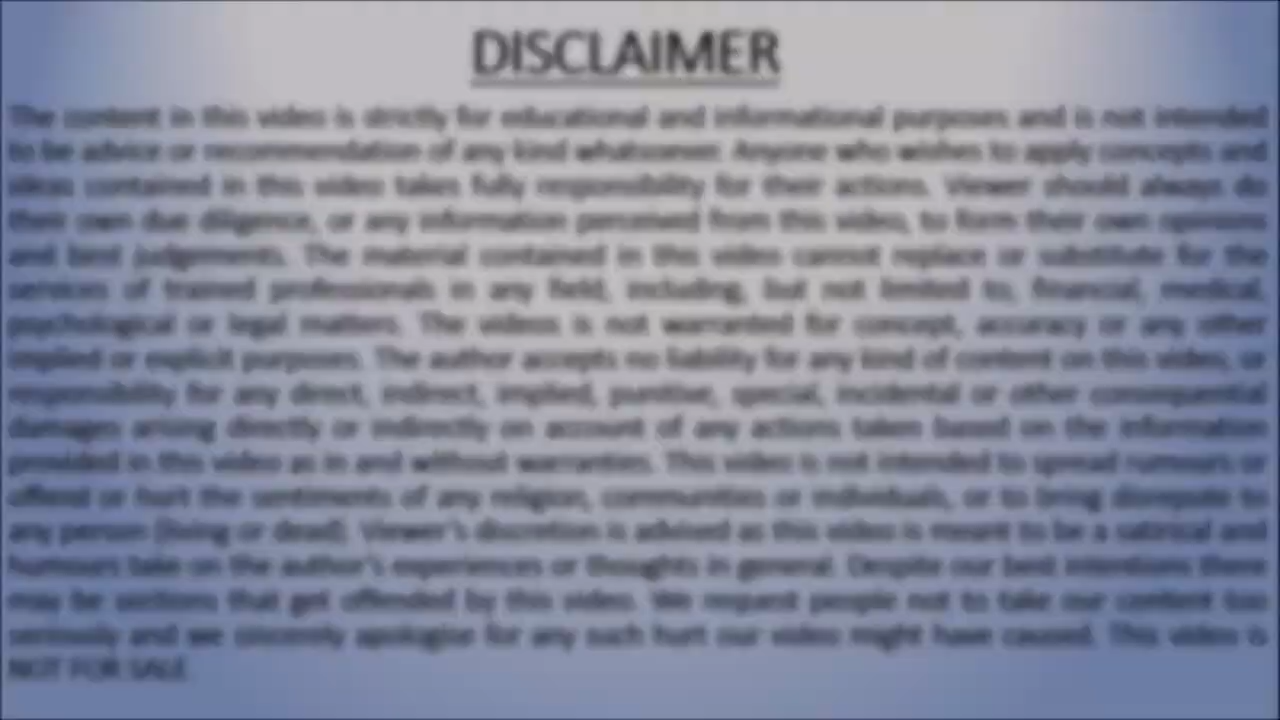 DISCLAIMER
The content in this video is strictly for educational and informational purposes and is not intended
to be advice or recommendation of any kind whatsoever. Anyone who wishes to apply concepts and
ideas contained in this video takes fully responsibility for their actions. Viewer should always do
their own due diligence, or any information perceived from this video, to form their own opinions
and best judgements. The material contained in this video cannot replace or substitute for the
services of trained professionals in any field, including, but not limited to, financial, medical,
psychological or legal matters. The videos is not warranted for concept, accuracy or any other
implied or explicit purposes. The author accepts no liability for any kind of content on this video, or
responsibility for any direct, indirect, implied, punitive, special, incidental or other consequential
damages arising directly or indirectly on account of any actions taken based on the information
provided in this video as in and without warranties. This video is not intended to spread rumours or
offend or hurt the sentiments of any religion, communities or individuals, or to bring disrepute to
any person (living or dead). Viewer's discretion is advised as this video is meant to be a satirical and
humours take on the author's experiences or thoughts in general. Despite our best intentions there
may be sections that get offended by this video. We request people not to take our content too
seriously and we sincerely apologise for any such hurt our video might have caused. This video is
NOT FOR SALE